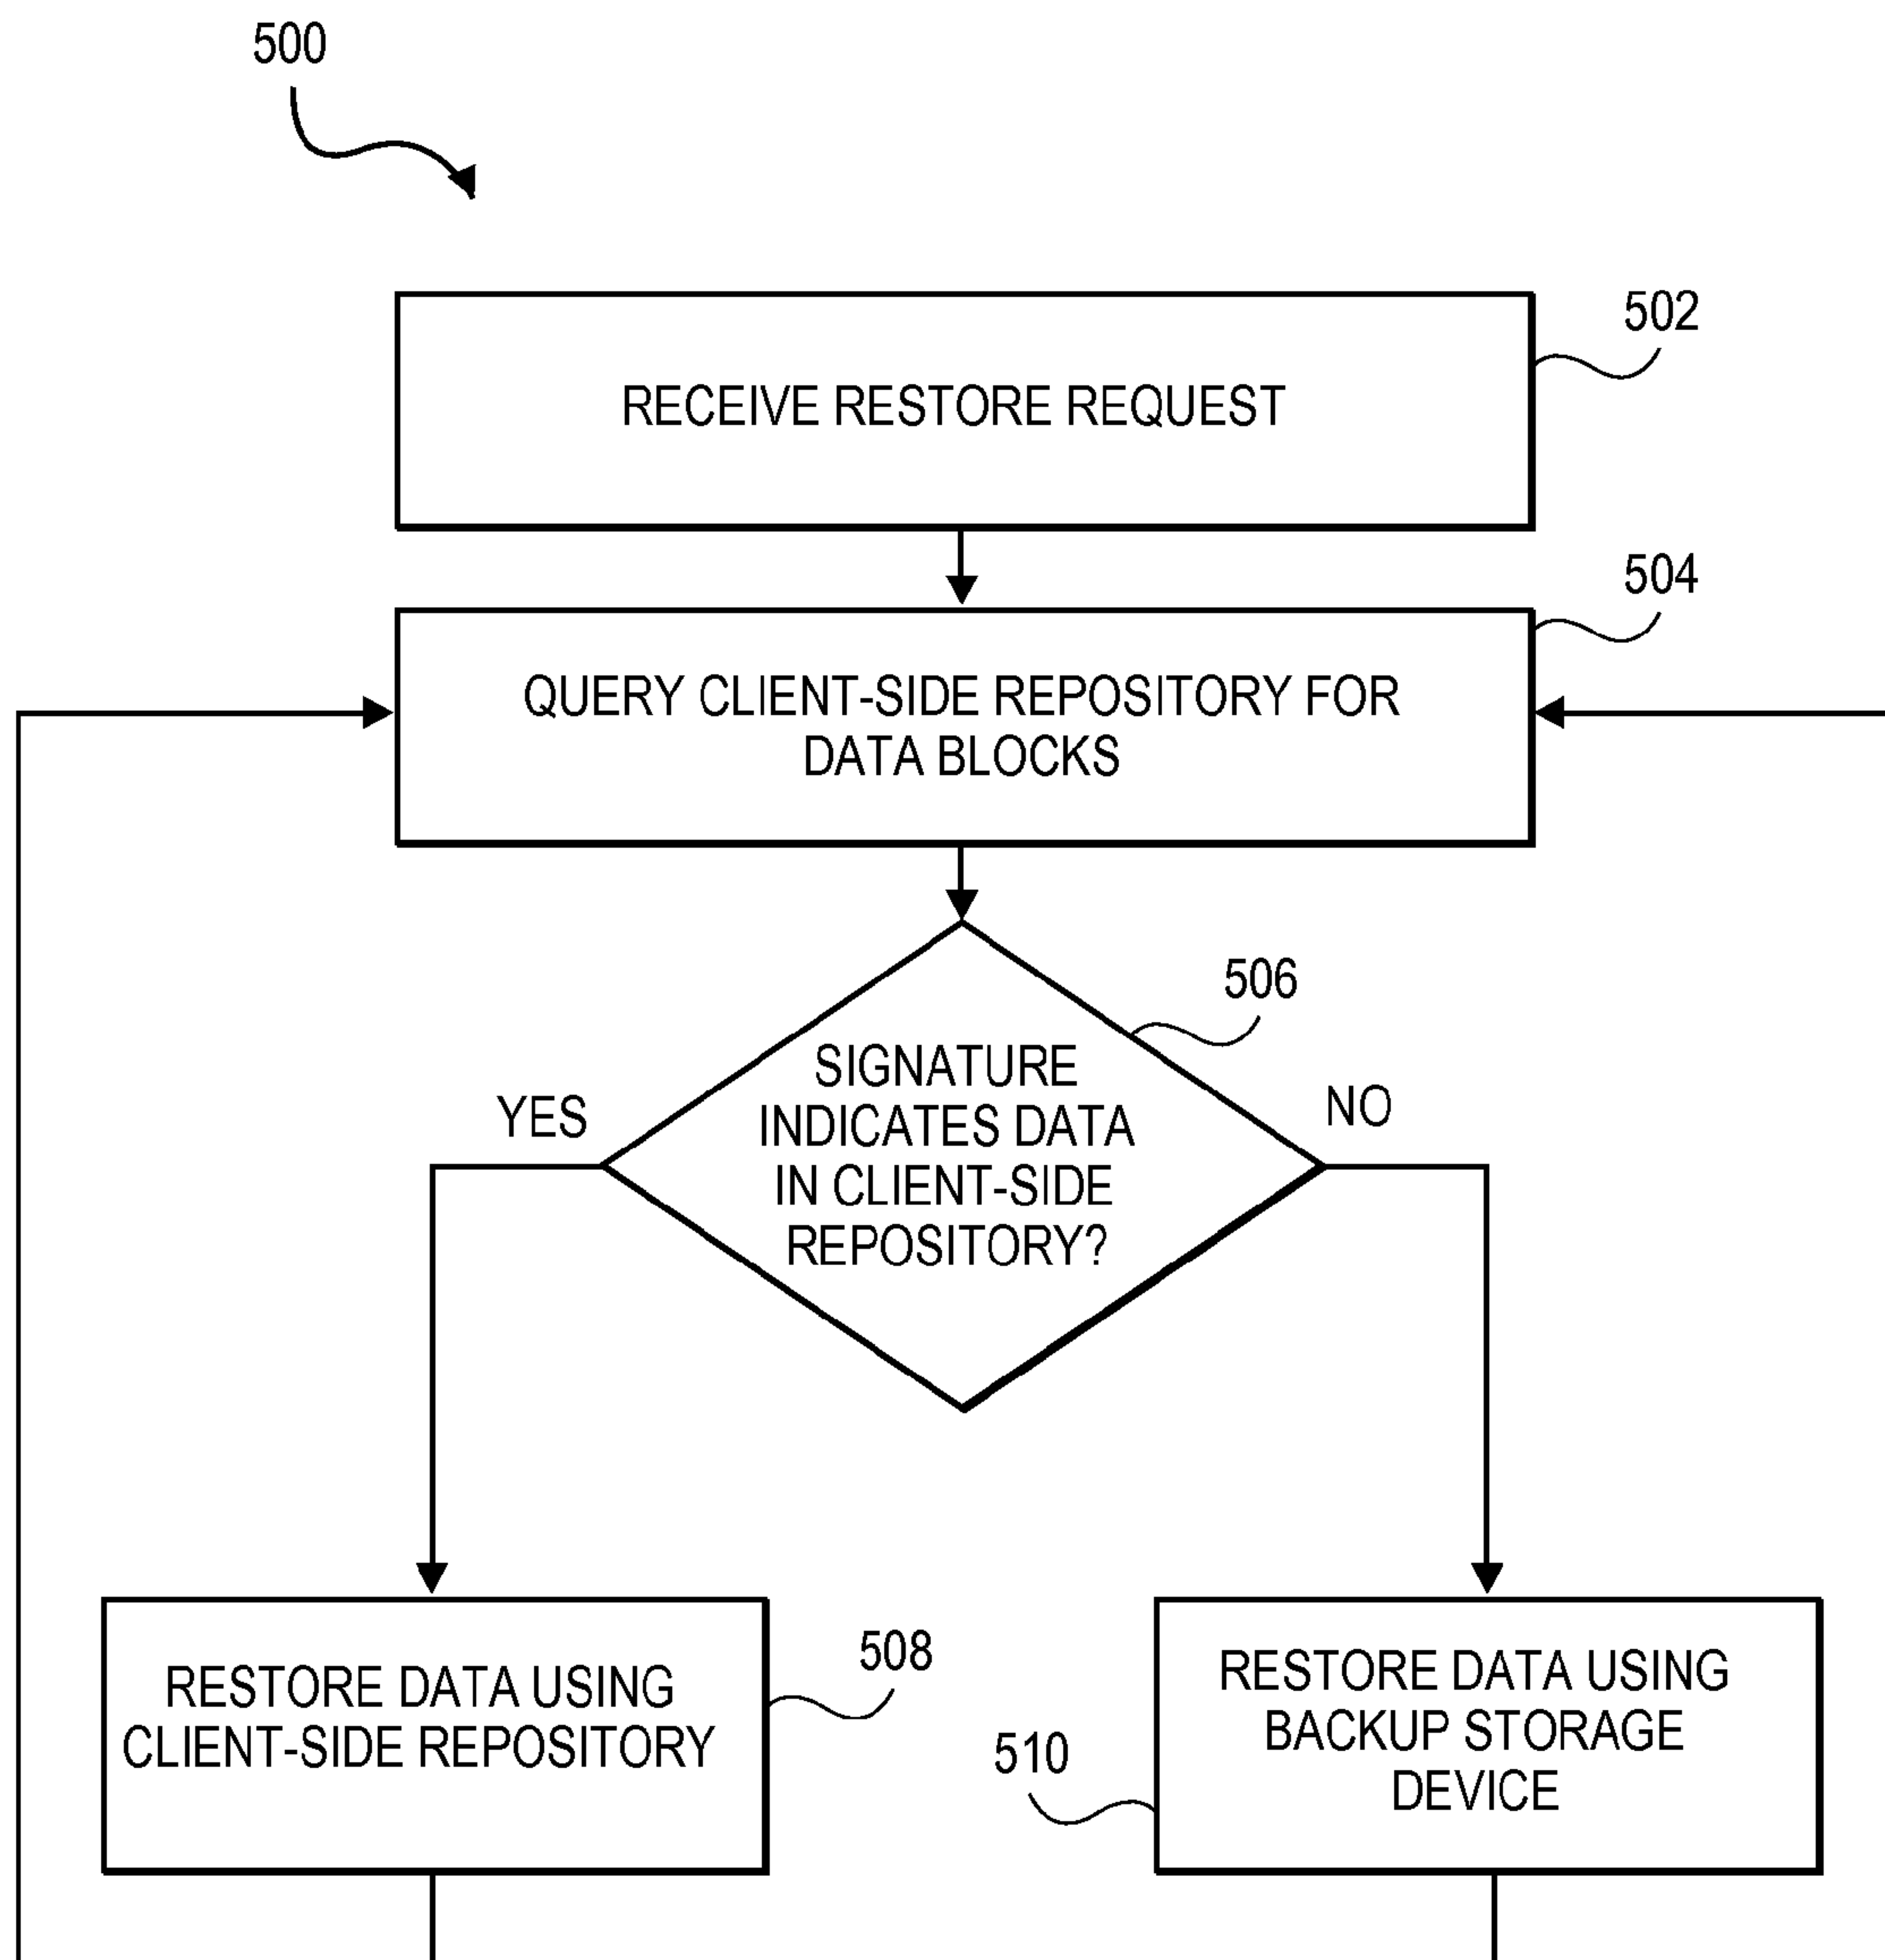 500
502
RECEIVE RESTORE REQUEST
504
QUERY CLIENT-SIDE REPOSITORY FOR
DATA BLOCKS
506
SIGNATURE
INDICATES DATA
IN CLIENT-SIDE
REPOSITORY?
YES
NO
508
RESTORE DATA USING
CLIENT-SIDE REPOSITORY
510
RESTORE DATA USING
BACKUP STORAGE
DEVICE